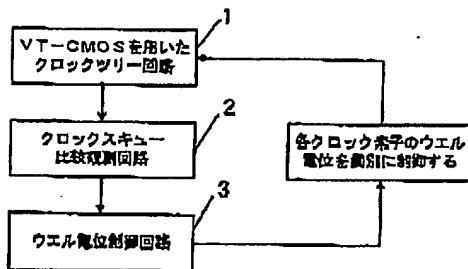 1
VT-CMOSを用いた
クロックツリー回路
2
クロックスキュー
比較観測回路
各クロック素子のウエル
電位を個別に制御する
3
ウエル電位制御回路